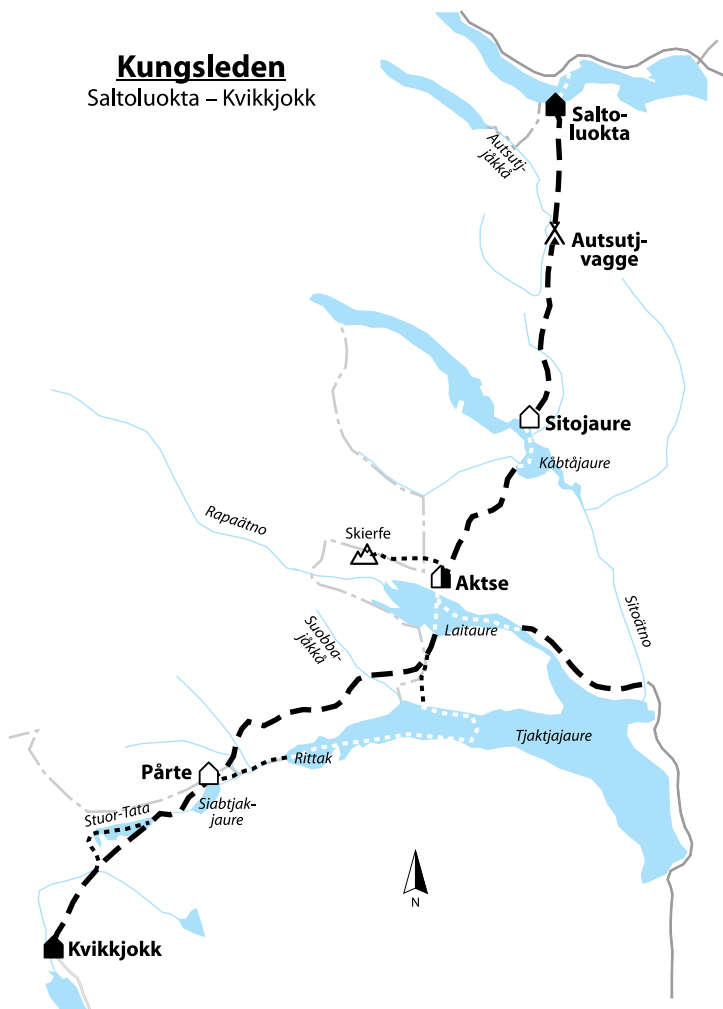 Kungsleden
Saltoluokta – Kvikkjokk
Salto-
luokta
Autsutj-
jåkkå
Autsutj-
vagge
Sitojaure
Kåbtåjaure
Rapaätno
Skierfe
Aktse
Sitoätno
Laitaure
Suobba-
jåkkå
Tjaktjajaure
Rittak
Pårte
Siabtjak-
jaure
Stuor-Tata
N
Kvikkjokk